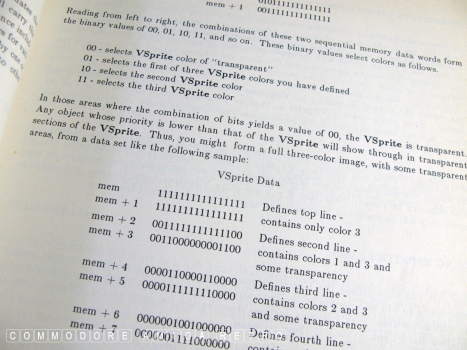 mem + 1 0011111111111111
Reading from left to right, the combinations of these two sequential memory data words form
the binary values of 00, 01, 10, 11, and so on. These binary values select colors as follows.
00 - selects VSprite color of "transparent"
01 - selects the first of three VSprite colors you have defined
10 - selects the second VSprite color
11 - selects the third VSprite color
In those areas where the combination of bits yields a value of 00, the VSprite is transparent.
Any object whose priority is lower than that of the VSprite will show through in transparent
sections of the VSprite. Thus, you might form a full three-color image, with some transparent
areas, from a data set like the following sample:
VSprite Data
mem 1111111111111111 Defines top line -
mem + 1 1111111111111111 contains only color 3
mem + 2 0011111111111100 Defines second line -
mem + 3 0011000000001100 contains colors 1 and 3 and
some transparency
mem + 4 0000110000110000 Defines third line -
mem + 5 0000111111110000 contains colors 2 and 3
and some transparency
mem + 6 0000001001000000 Defines fourth line -
mem + 7 0000001111000000
COMMODORE